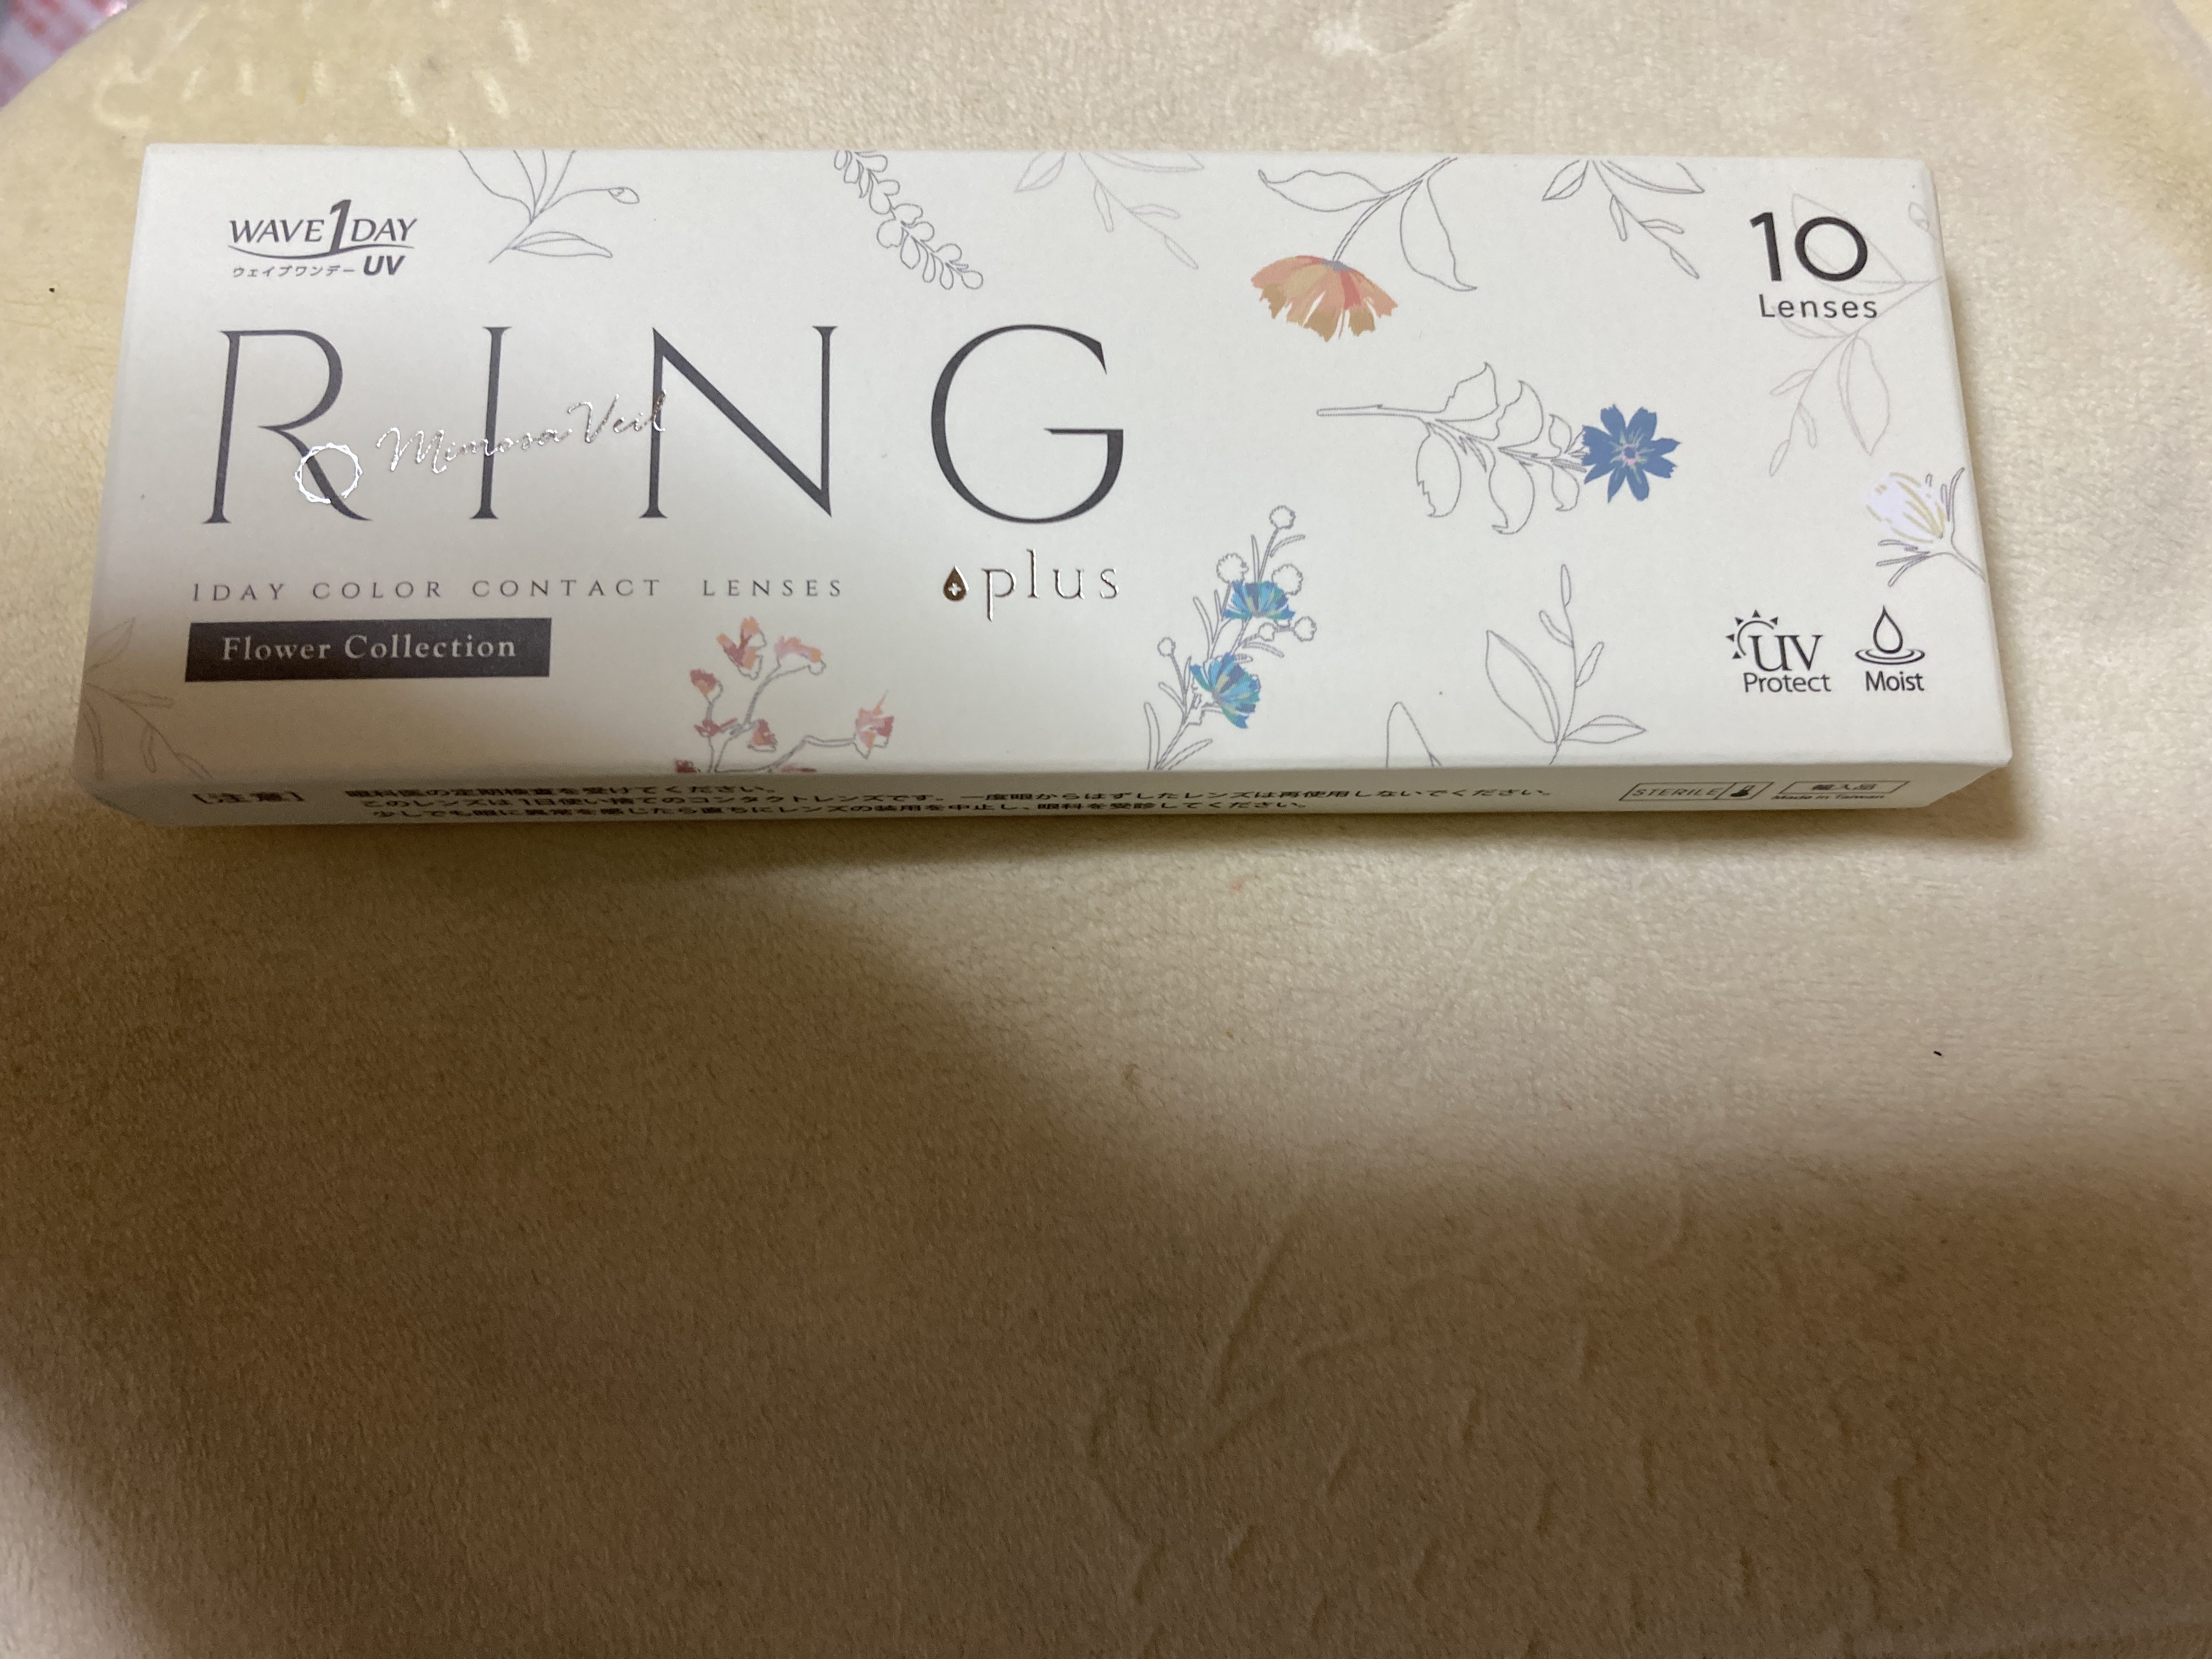 WAVE 1DAY
ウェイブワンデー UV
10
Lenses
RING
Mimosa Veil
plus
1DAY COLOR CONTACT LENSES
Flower Collection
UV
Protect
Moist
【注意】
眼科医の定期検査を受けてください。
このレンズは1日使い捨てのコンタクトレンズです。一度眼からはずしたレンズは再使用しないでください。
少しでも眼に異常を感じたら直ちにレンズの装用を中止し、眼科を受診してください。
STERILE
輸入品
Made in Taiwan